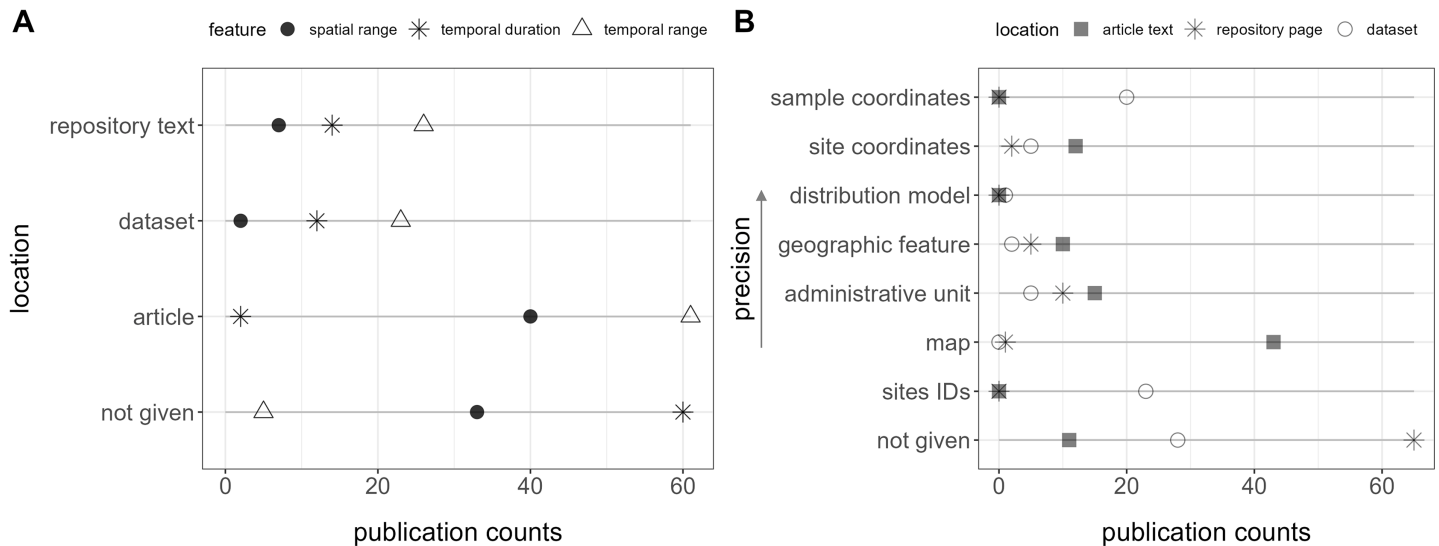 A
feature spatial range temporal duration temporal range
repository text
dataset
article
not given
location
0 20 40 60
publication counts
B
location article text repository page dataset
sample coordinates
site coordinates
distribution model
geographic feature
administrative unit
map
sites IDs
not given
precision
0 20 40 60
publication counts